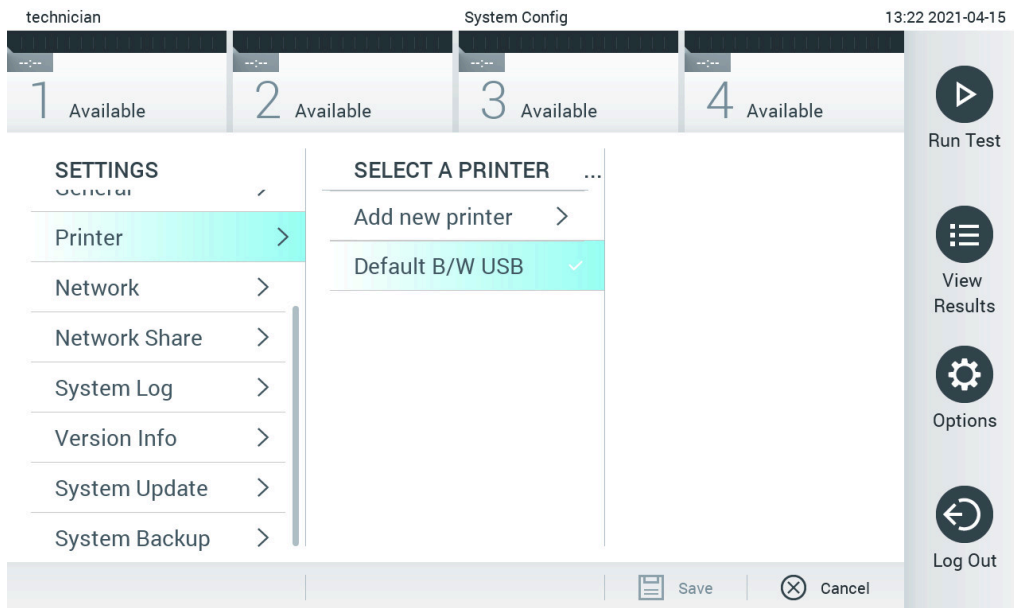 technician System Config 13:22 2021-04-15
--:-- --:-- --:-- --:--
1 Available 2 Available 3 Available 4 Available
Run Test
SETTINGS SELECT A PRINTER ...
General
Add new printer
Printer
Default B/W USB
Network
View
Results
Network Share
System Log
Options
Version Info
System Update
System Backup
Log Out
Save Cancel